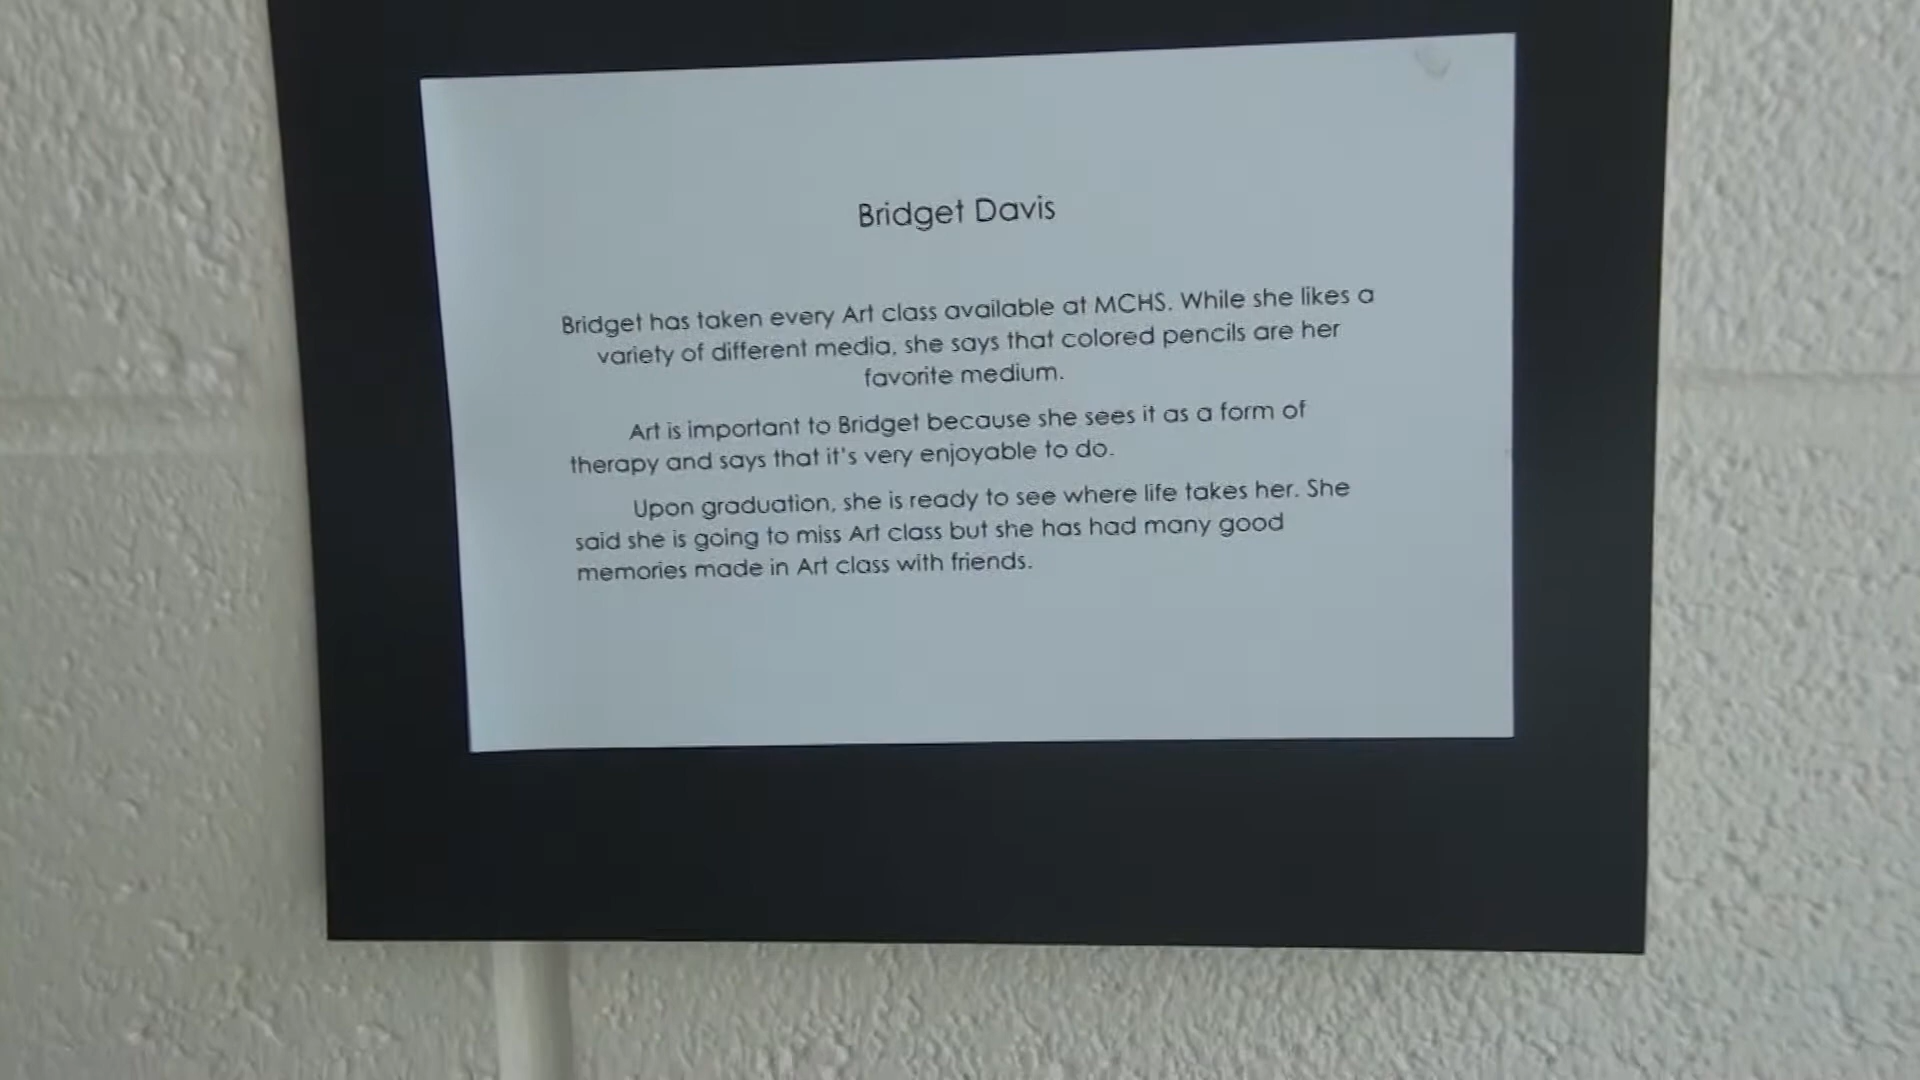 Bridget Davis
Bridget has taken every Art class available at MCHS. While she likes a
variety of different media, she says that colored pencils are her
favorite medium.
Art is important to Bridget because she sees it as a form of
therapy and says that it's very enjoyable to do.
Upon graduation, she is ready to see where life takes her. She
said she is going to miss Art class but she has had many good
memories made in Art class with friends.